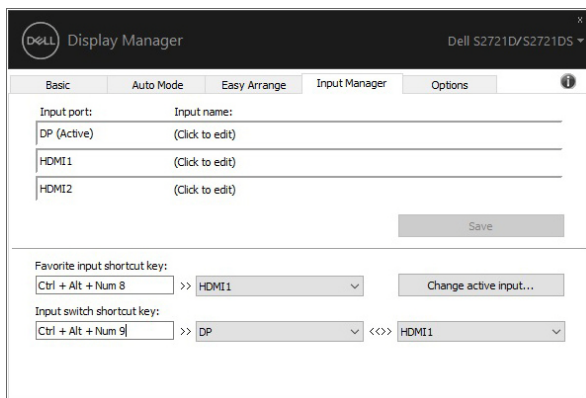 DELL Display Manager
Dell S2721D/S2721DS
Basic Auto Mode Easy Arrange Input Manager Options
Input port: Input name:
DP (Active) (Click to edit)
HDMI1 (Click to edit)
HDMI2 (Click to edit)
Save
Favorite input shortcut key:
Ctrl + Alt + Num 8 >> HDMI1 Change active input...
Input switch shortcut key:
Ctrl + Alt + Num 9 >> DP <<>> HDMI1